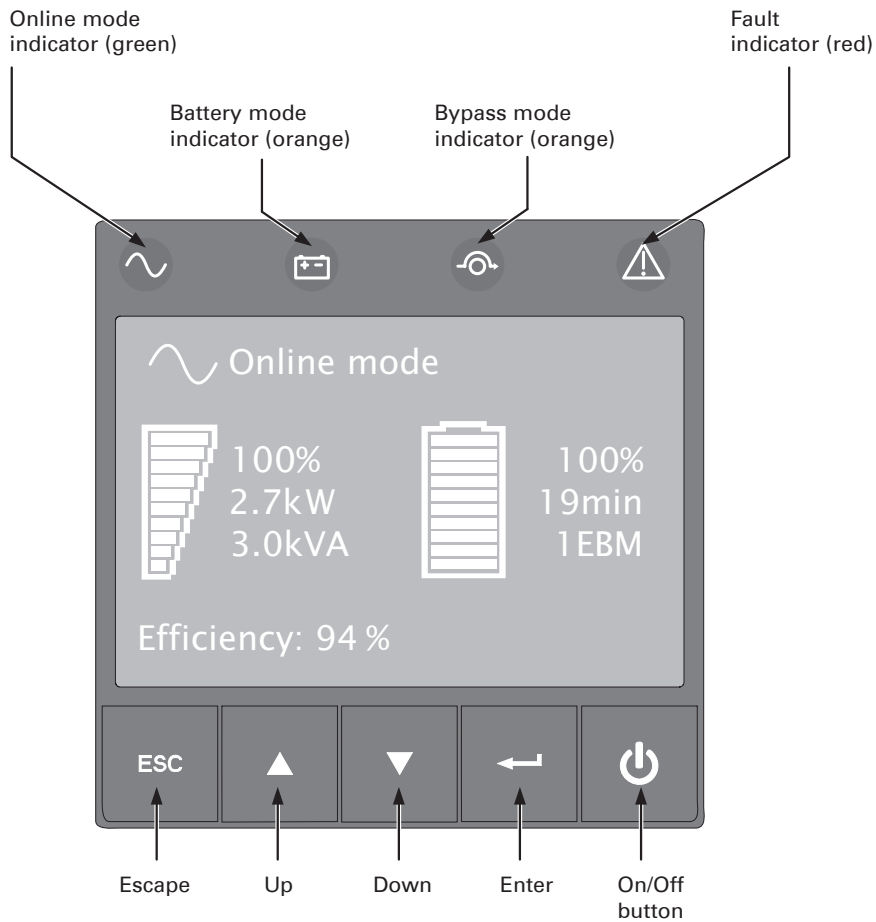 Online mode
indicator (green)
Fault
indicator (red)
Battery mode
indicator (orange)
Bypass mode
indicator (orange)
Online mode
100%
2.7kW
3.0kVA
100%
19min
1EBM
Efficiency: 94 %
ESC
Escape
Up
Down
Enter
On/Off
button